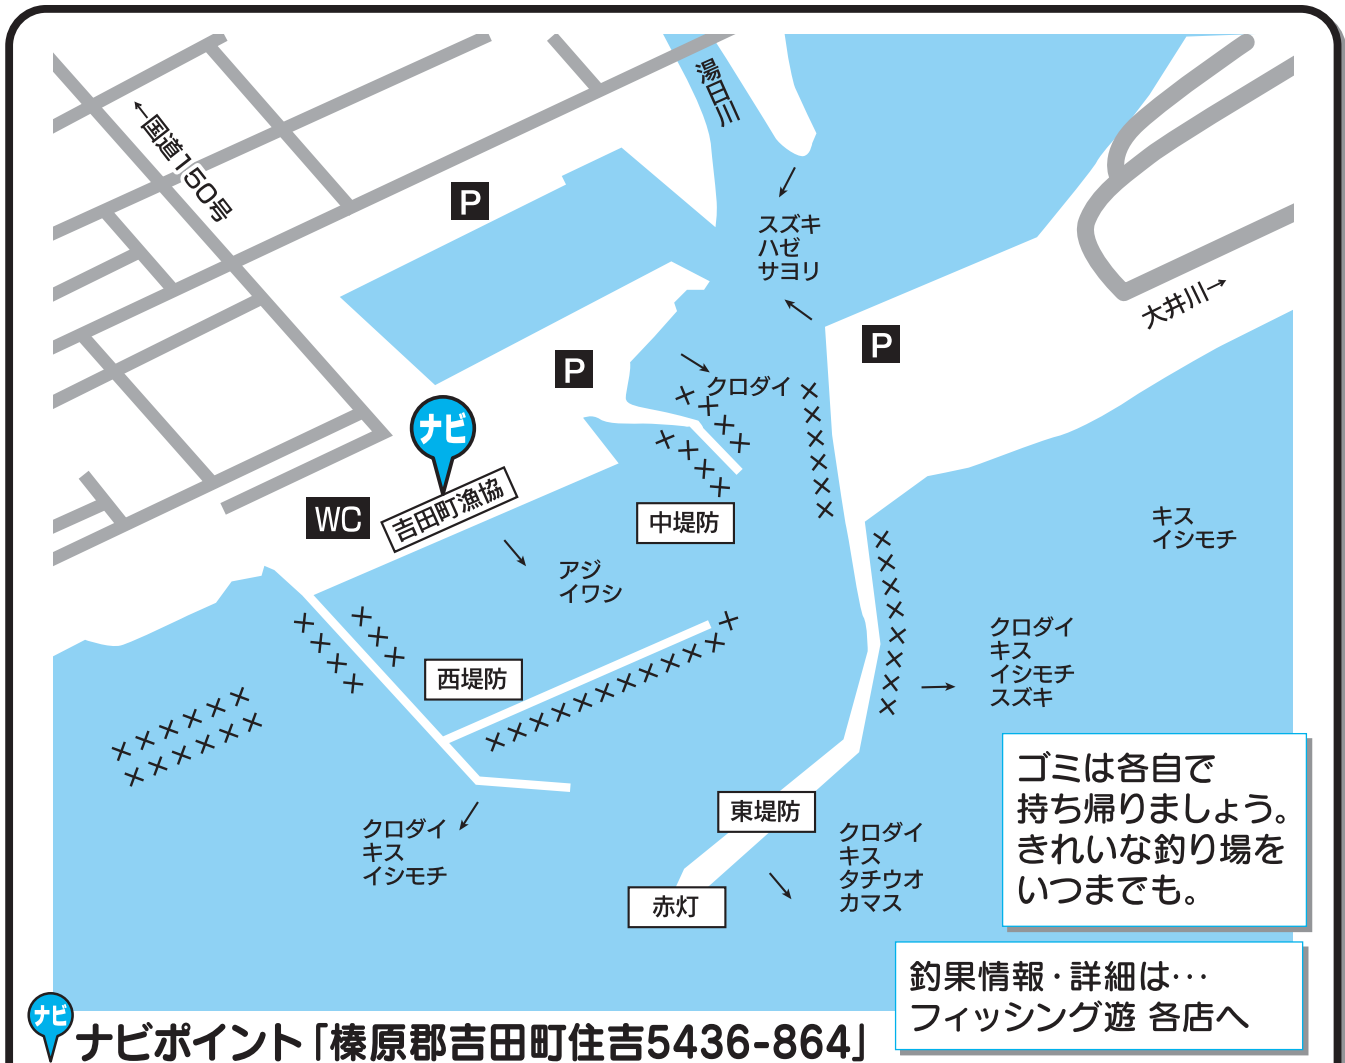 湯日川
←国道150号
P
スズキ
ハゼ
サヨリ
大井川→
P
P
クロダイ
ナビ
WC
吉田町漁協
中堤防
キス
イシモチ
アジ
イワシ
クロダイ
キス
イシモチ
スズキ
西堤防
ゴミは各自で
持ち帰りましょう。
きれいな釣り場を
いつまでも。
東堤防
クロダイ
キス
イシモチ
クロダイ
キス
タチウオ
カマス
赤灯
釣果情報・詳細は…
フィッシング遊 各店へ
ナビ
ナビポイント「榛原郡吉田町住吉5436-864」